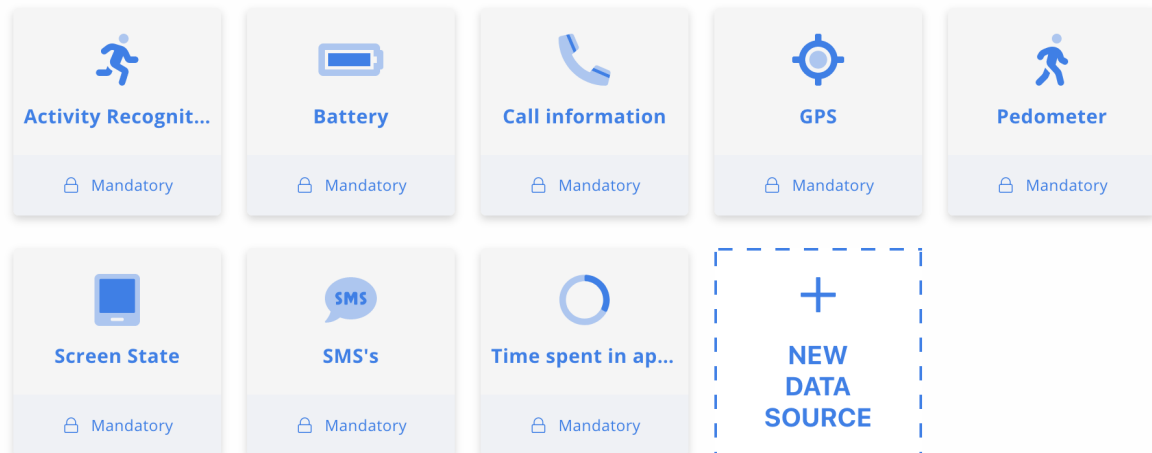 Activity Recognit...
Battery
Call information
GPS
Pedometer
Mandatory
Mandatory
Mandatory
Mandatory
Mandatory
SMS
Screen State
SMS's
Time spent in ap...
NEW
DATA
SOURCE
Mandatory
Mandatory
Mandatory